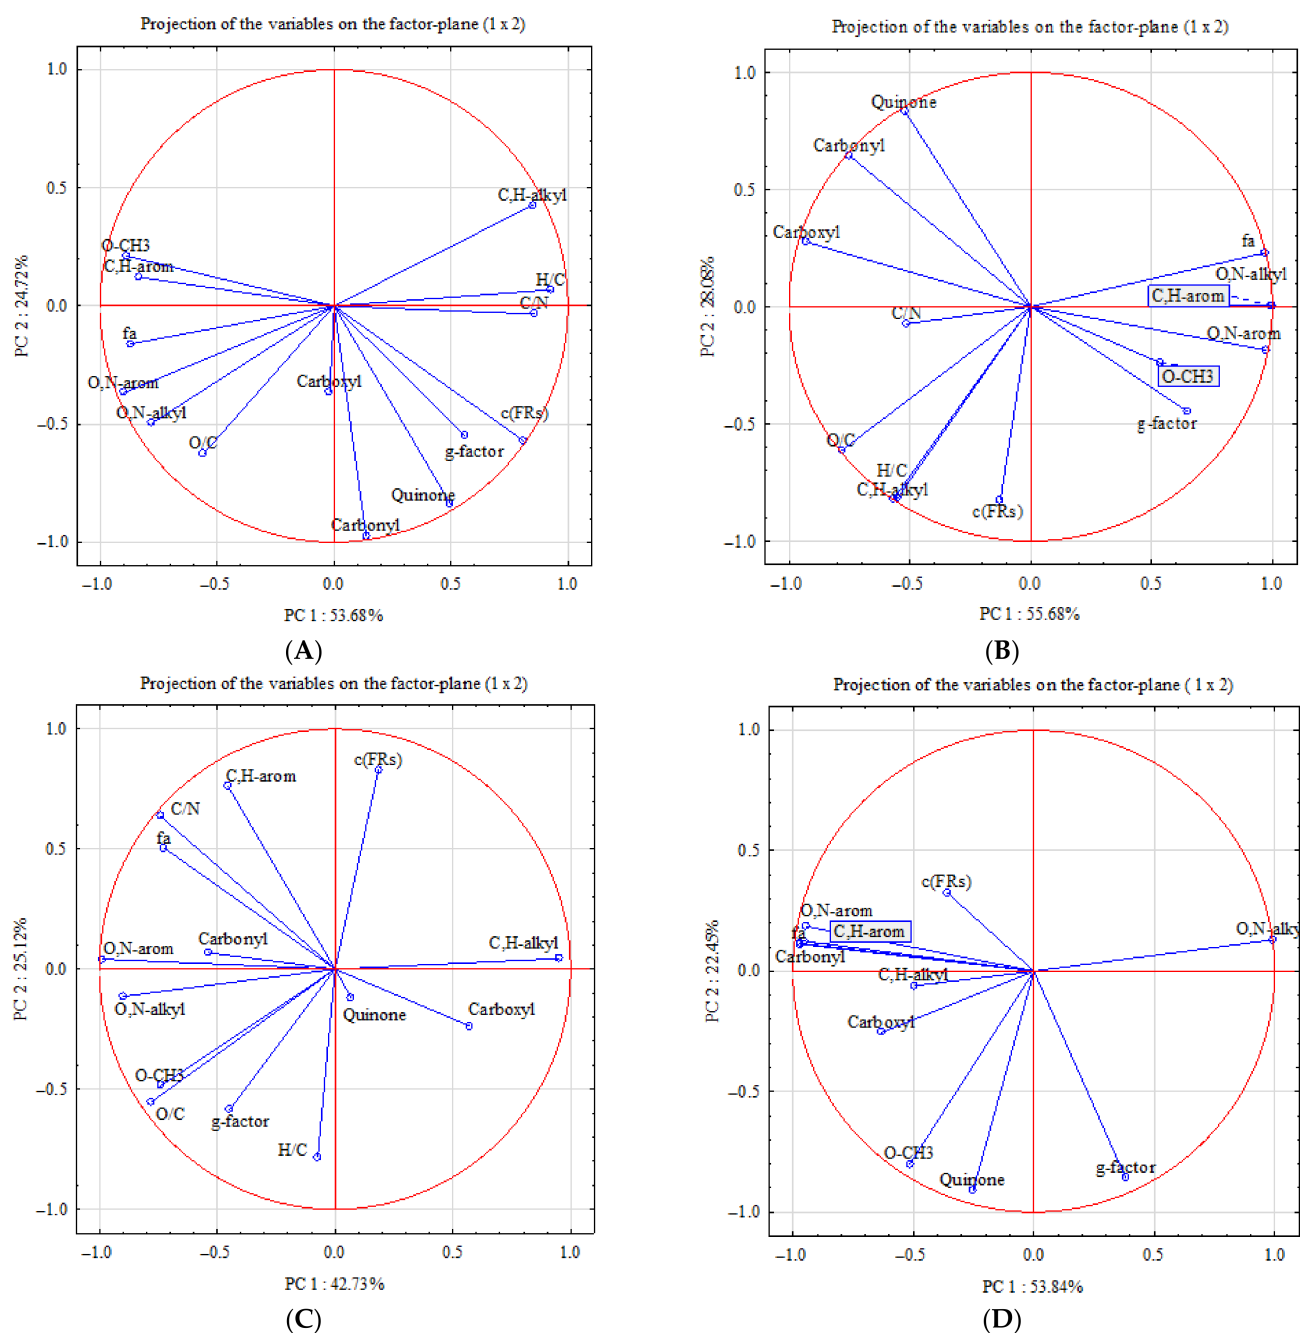 Projection of the variables on the factor-plane (1 x 2)
1.0
0.5
0.0
−0.5
−1.0
PC 2 : 24.72%
C,H-alkyl
O-CH3
C,H-arom
H/C
C/N
fa
Carboxyl
O,N-arom
O,N-alkyl
c(FRs)
O/C
g-factor
Quinone
Carbonyl
−1.0 −0.5 0.0 0.5 1.0
PC 1 : 53.68%
(A)
Projection of the variables on the factor-plane (1 x 2)
1.0
0.5
0.0
−0.5
−1.0
PC 2 : 28.08%
Quinone
Carbonyl
Carboxyl
fa
O,N-alkyl
C,H-arom
C/N
O,N-arom
O-CH3
g-factor
O/C
H/C
C,H-alkyl
c(FRs)
−1.0 −0.5 0.0 0.5 1.0
PC 1 : 55.68%
(B)
Projection of the variables on the factor-plane (1 x 2)
1.0
0.5
0.0
−0.5
−1.0
PC 2 : 25.12%
c(FRs)
C,H-arom
C/N
fa
O,N-arom
Carbonyl
C,H-alkyl
O,N-alkyl
Quinone
Carboxyl
O-CH3
O/C
g-factor
H/C
−1.0 −0.5 0.0 0.5 1.0
PC 1 : 42.73%
(C)
Projection of the variables on the factor-plane ( 1 x 2)
1.0
0.5
0.0
−0.5
−1.0
PC 2 : 22.45%
c(FRs)
O,N-arom
C,H-arom
fa
O,N-alky
Carbonyl
C,H-alkyl
Carboxyl
O-CH3
Quinone
g-factor
−1.0 −0.5 0.0 0.5 1.0
PC 1 : 53.84%
(D)